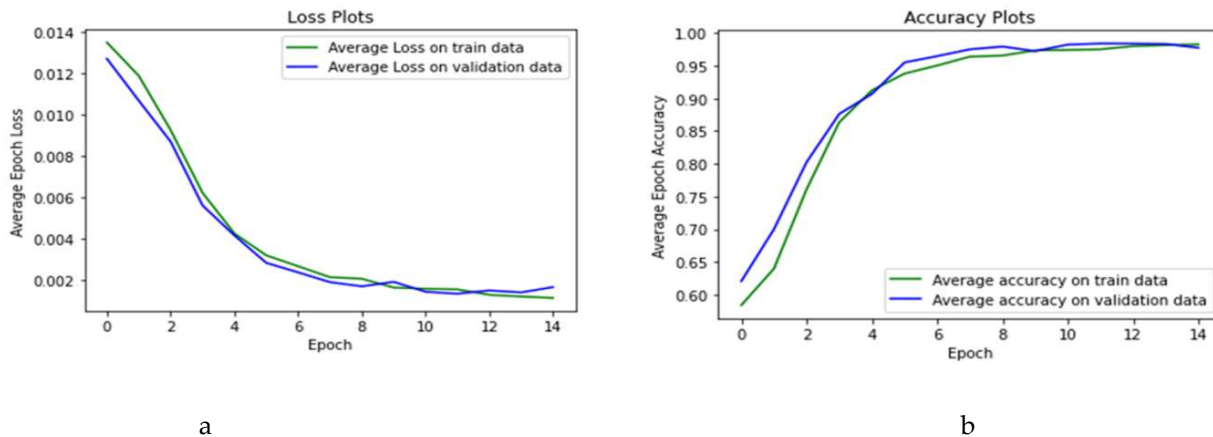 Loss Plots
0.014
0.012
0.010
0.008
0.006
0.004
0.002
Average Epoch Loss
Average Loss on train data
Average Loss on validation data
0 2 4 6 8 10 12 14
Epoch
a
Accuracy Plots
1.00
0.95
0.90
0.85
0.80
0.75
0.70
0.65
0.60
Average Epoch Accuracy
Average accuracy on train data
Average accuracy on validation data
0 2 4 6 8 10 12 14
Epoch
b